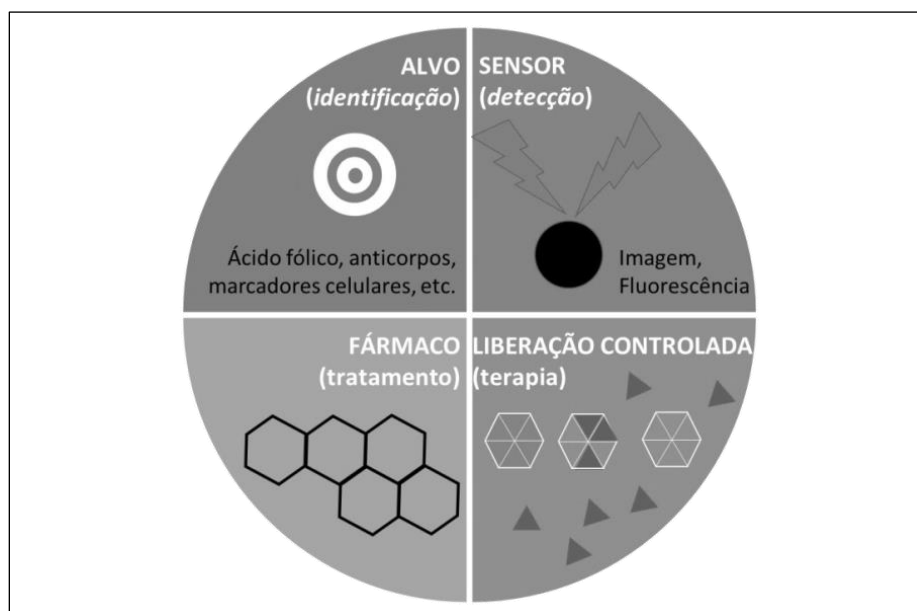 ALVO
(identificação)
Ácido fólico, anticorpos,
marcadores celulares, etc.
SENSOR
(detecção)
Imagem,
Fluorescência
FÁRMACO
(tratamento)
LIBERAÇÃO CONTROLADA
(terapia)